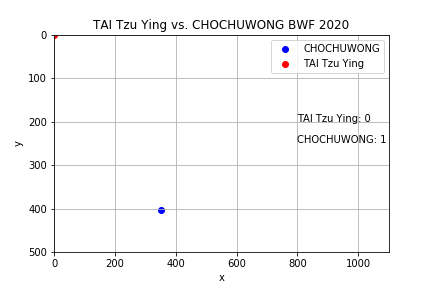 TAI Tzu Ying vs. CHOCHUWONG BWF 2020
CHOCHUWONG
TAI Tzu Ying
TAI Tzu Ying: 0
CHOCHUWONG: 1
y
0
100
200
300
400
500
0 200 400 600 800 1000
x